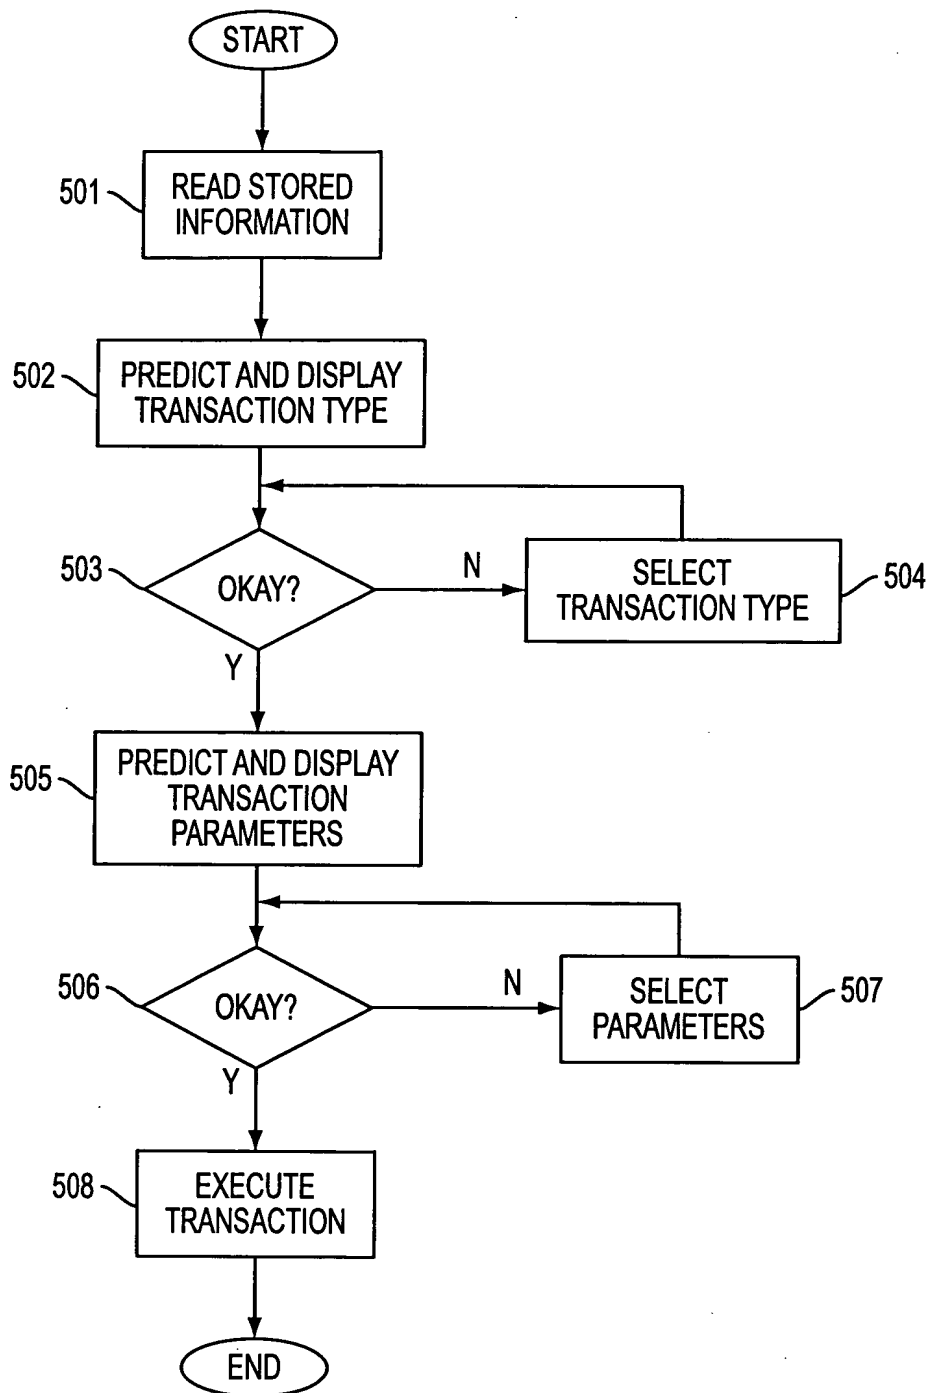 START
501
READ STORED
INFORMATION
502
PREDICT AND DISPLAY
TRANSACTION TYPE
503
OKAY?
N
SELECT
TRANSACTION TYPE
504
Y
505
PREDICT AND DISPLAY
TRANSACTION
PARAMETERS
506
OKAY?
N
SELECT
PARAMETERS
507
Y
508
EXECUTE
TRANSACTION
END